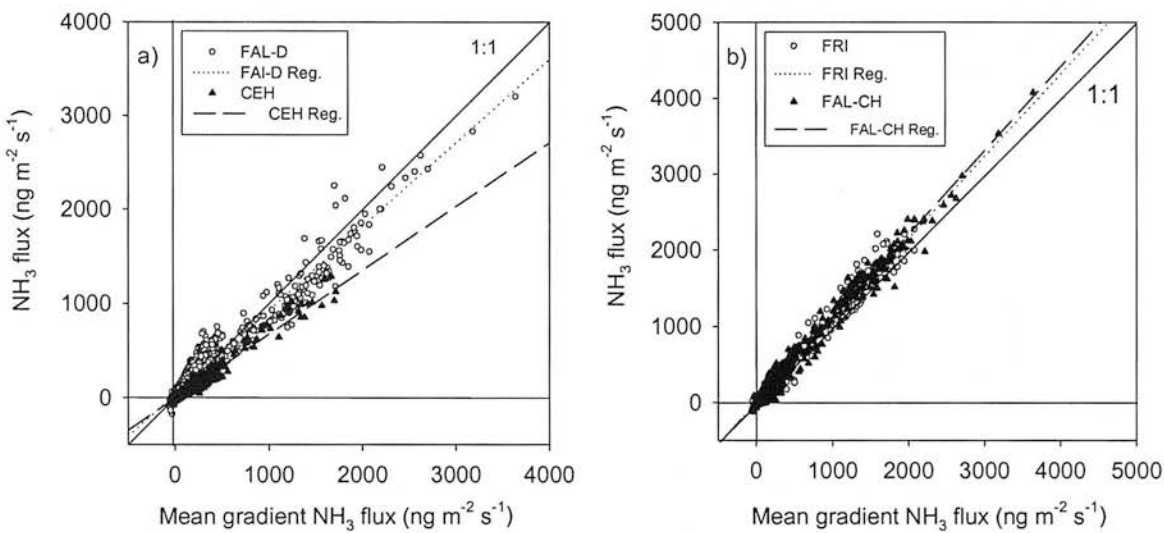 4000
3000
2000
1000
0
NH₃ flux (ng m⁻² s⁻¹)
a)
FAL-D
FAl-D Reg.
CEH
CEH Reg.
1:1
0 1000 2000 3000 4000
Mean gradient NH₃ flux (ng m⁻² s⁻¹)
5000
4000
3000
2000
1000
0
NH₃ flux (ng m⁻² s⁻¹)
b)
FRI
FRI Reg.
FAL-CH
FAL-CH Reg.
1:1
0 1000 2000 3000 4000 5000
Mean gradient NH₃ flux (ng m⁻² s⁻¹)